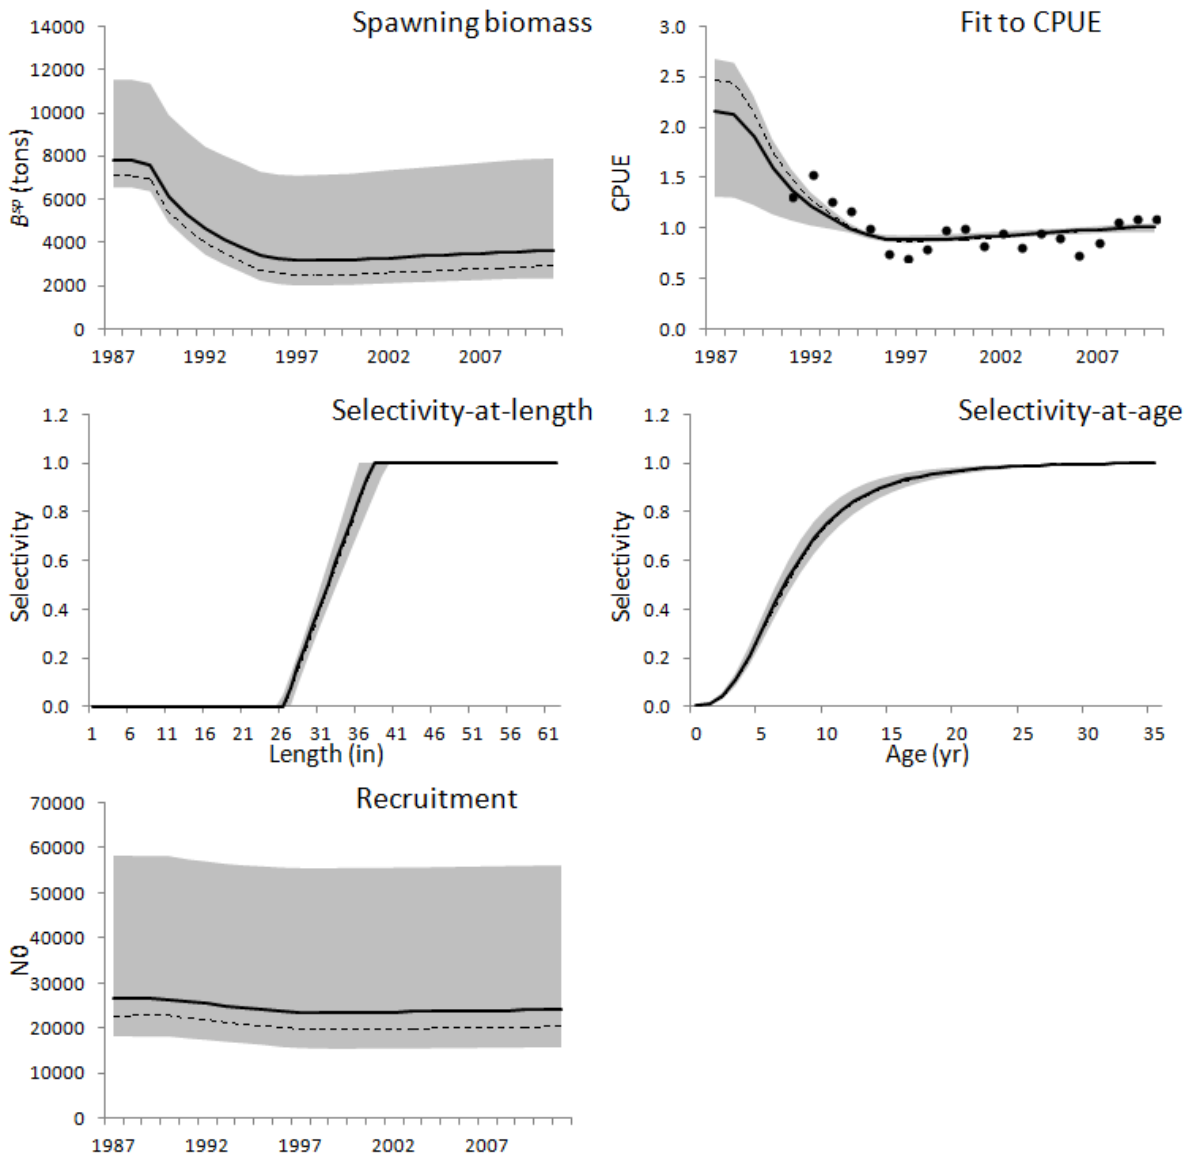 Spawning biomass
14000
12000
10000
8000
6000
4000
2000
0
Bˢᵖ (tons)
1987 1992 1997 2002 2007
Fit to CPUE
3.0
2.5
2.0
1.5
1.0
0.5
0.0
CPUE
1987 1992 1997 2002 2007
Selectivity-at-length
1.2
1.0
0.8
0.6
0.4
0.2
0.0
Selectivity
1 6 11 16 21 26 31 36 41 46 51 56 61
Length (in)
Selectivity-at-age
1.2
1.0
0.8
0.6
0.4
0.2
0.0
Selectivity
0 5 10 15 20 25 30 35
Age (yr)
Recruitment
70000
60000
50000
40000
30000
20000
10000
0
N0
1987 1992 1997 2002 2007